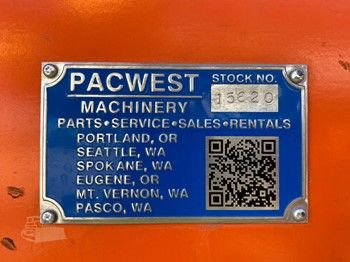 PACWEST STOCK NO.
MACHINERY 15620
PARTS•SERVICE•SALES•RENTALS
PORTLAND, OR
SEATTLE, WA
SPOKANE, WA
EUGENE, OR
MT. VERNON, WA
PASCO, WA